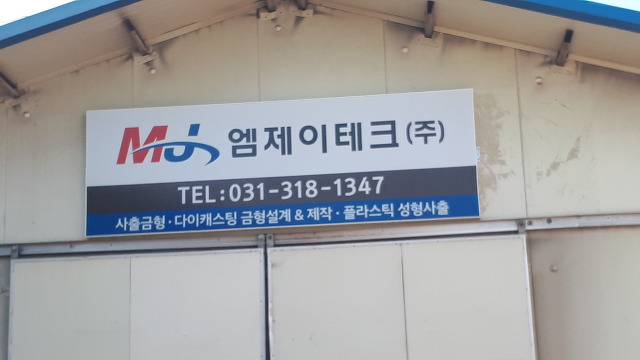 MJ 엠제이테크(주)
TEL:031-318-1347
사출금형·다이캐스팅 금형설계 & 제작·플라스틱 성형사출